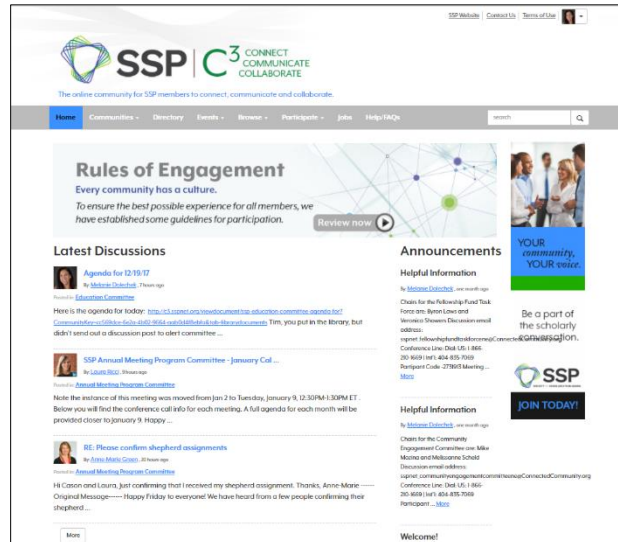 SSP Website | Contact Us | Terms of Use
SSP | C3 CONNECT
COMMUNICATE
COLLABORATE
The online community for SSP members to connect, communicate and collaborate.
Home Communities Directory Events Browse Participate Jobs Help/FAQs search
Rules of Engagement
Every community has a culture.
To ensure the best possible experience for all members, we
have established some guidelines for participation.
Review now
YOUR
community,
YOUR voice.
Latest Discussions
Agenda for 12/19/17
By Melanie Dolechek, 7 hours ago
Posted in: Education Committee
Here is the agenda for today:
Tim, you put in the library, but
didn't send out a discussion post to alert committee ...
SSP Annual Meeting Program Committee - January Cal ...
By Laura Ricci, 9 hours ago
Posted in: Annual Meeting Program Committee
Note the instance of this meeting was moved from Jan 2 to Tuesday, January 9, 12:30PM-1:30PM ET .
Below you will find the conference call info for each meeting. A full agenda for each month will be
provided closer to January 9. Happy ...
RE: Please confirm shepherd assignments
By Anne-Marie Green, 20 hours ago
Posted in: Annual Meeting Program Committee
Hi Cason and Laura, Just confirming that I received my shepherd assignment. Thanks, Anne-Marie ------
Original Message------ Happy Friday to everyone! We have heard from a few people confirming their
shepherd ...
More
Announcements
Helpful Information
By Melanie Dolechek, one month ago
Chairs for the Fellowship Fund Task
Force are: Byron Laws and
Veronica Showers Discussion email
address:
Conference Line: Dial- US: 1-866-
210-1669 | Int'l: 404-835-7069
Participant Code -
Meeting ...
More
Helpful Information
By Melanie Dolechek, one month ago
Chairs for the Community
Engagement Committee are: Mike
Mozina and Melissanne Scheld
Discussion email address:
Conference Line: Dial- US: 1-866-
210-1669 | Int'l: 404-835-7069
Participant ... More
Welcome!
Be a part of
the scholarly
conversation.
SSP
JOIN TODAY!